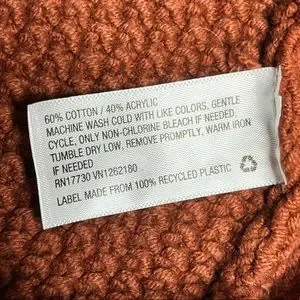 60% COTTON / 40% ACRYLIC
MACHINE WASH COLD WITH LIKE COLORS, GENTLE
CYCLE, ONLY NON-CHLORINE BLEACH IF NEEDED.
TUMBLE DRY LOW, REMOVE PROMPTLY, WARM IRON
IF NEEDED
RN17730 VN1262180
LABEL MADE FROM 100% RECYCLED PLASTIC